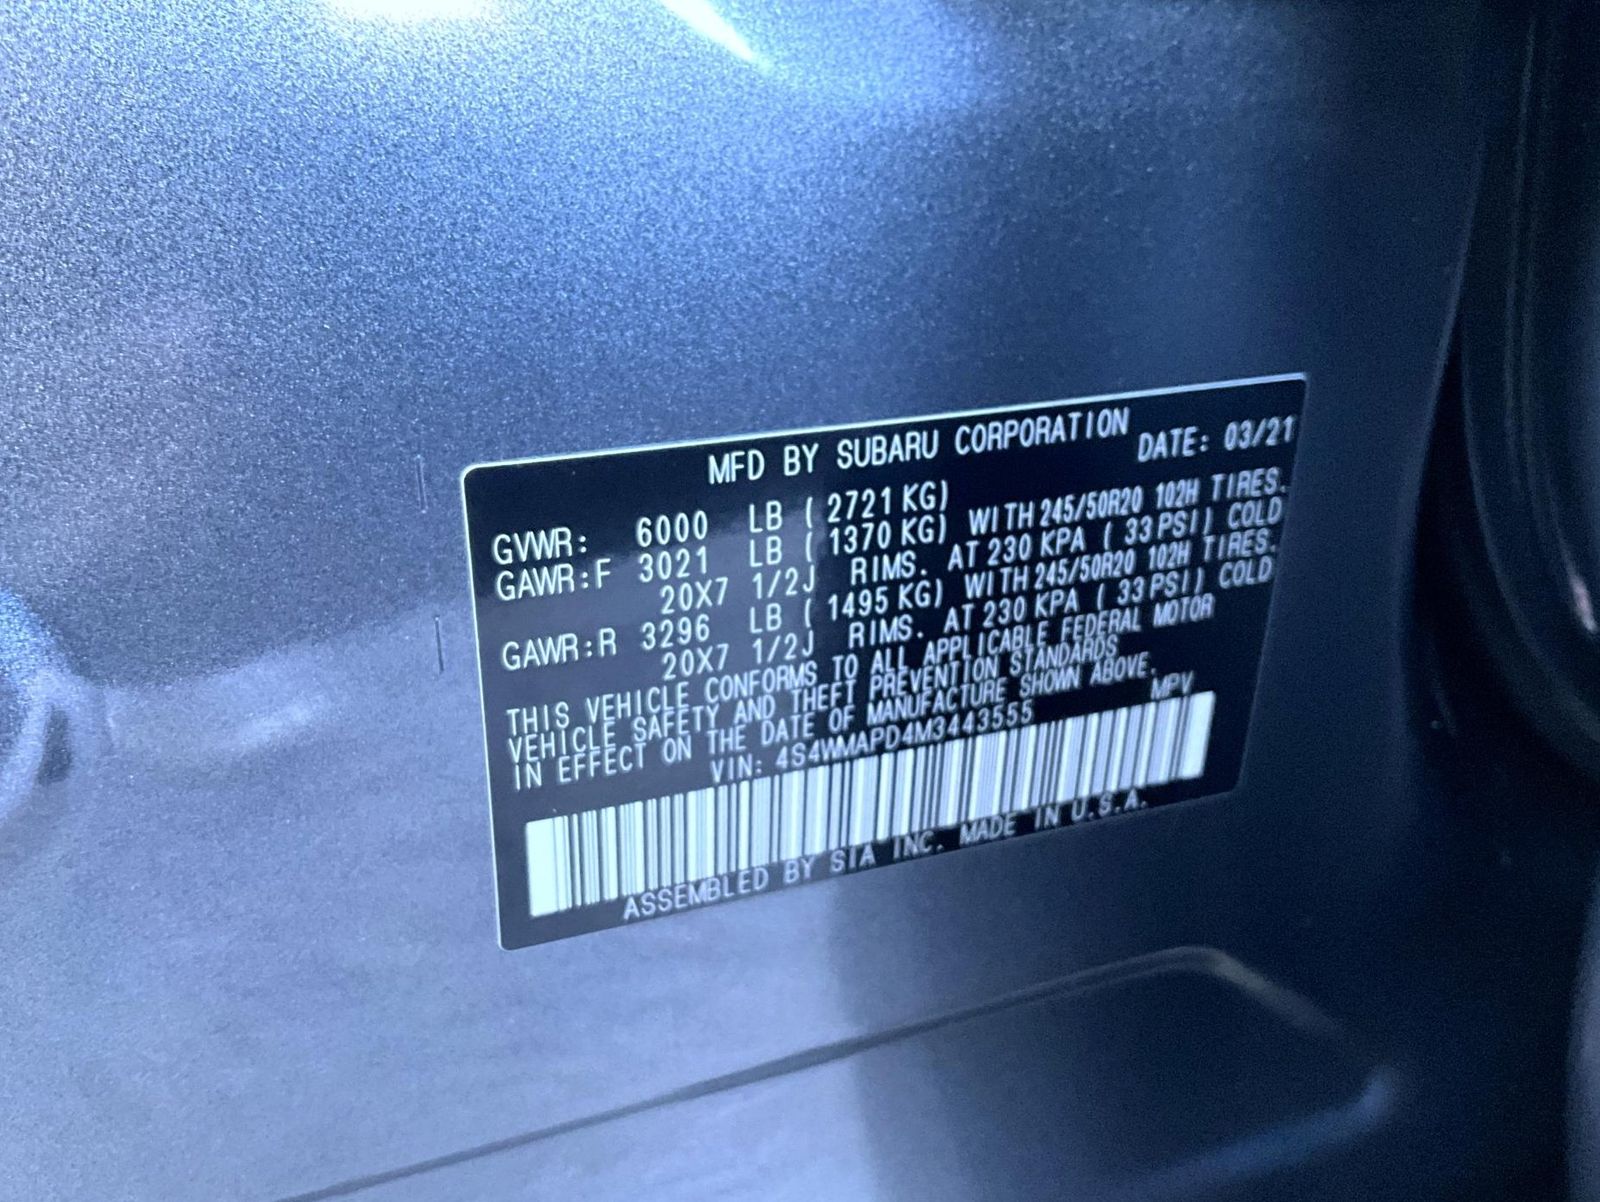 MFD BY SUBARU CORPORATION
DATE: 03/21
GVWR: 6000 LB ( 2721 KG)
GAWR:F 3021 LB ( 1370 KG) WITH 245/50R20 102H TIRES.
20X7 1/2J RIMS. AT 230 KPA ( 33 PSI) COLD
GAWR:R 3296 LB ( 1495 KG) WITH 245/50R20 102H TIRES.
20X7 1/2J RIMS. AT 230 KPA ( 33 PSI) COLD
THIS VEHICLE CONFORMS TO ALL APPLICABLE FEDERAL MOTOR
VEHICLE SAFETY AND THEFT PREVENTION STANDARDS
IN EFFECT ON THE DATE OF MANUFACTURE SHOWN ABOVE.
VIN: 4S4WMAPD4M3443555 MPV
ASSEMBLED BY SIA INC. MADE IN U.S.A.